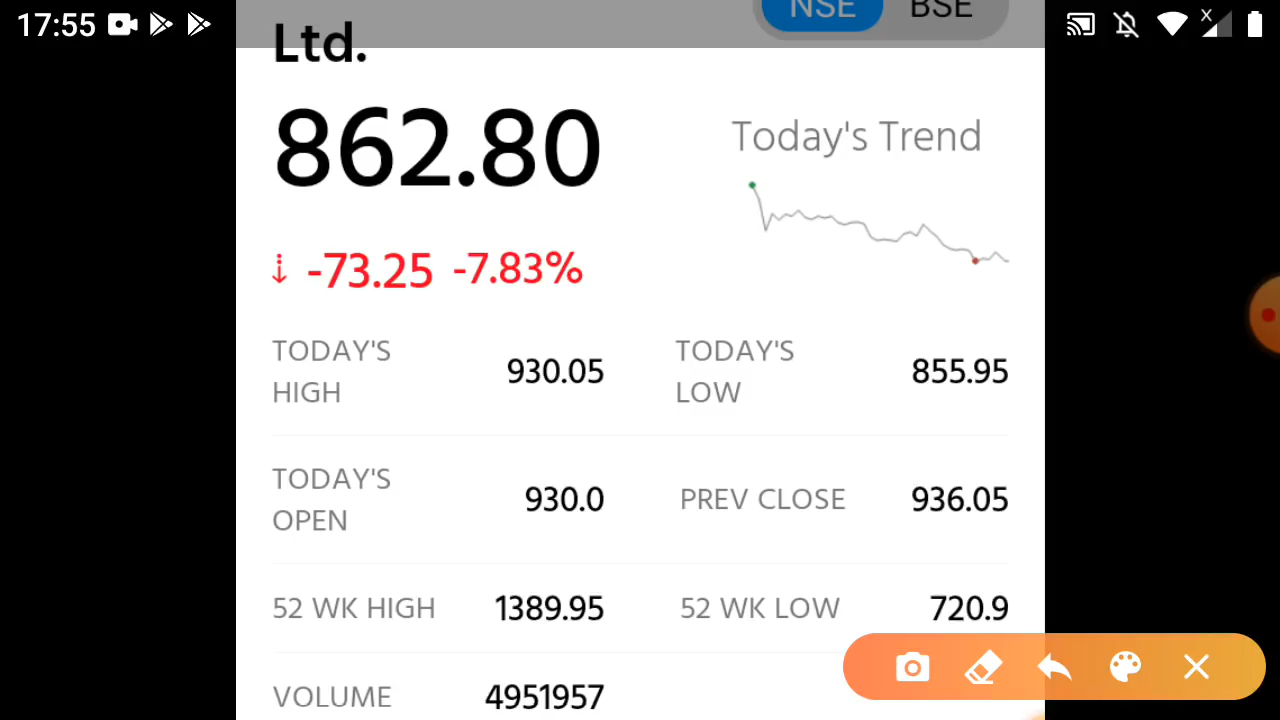 17:55
NSE BSE
Ltd.
862.80
Today's Trend
↓ -73.25 -7.83%
TODAY'S HIGH 930.05 TODAY'S LOW 855.95
TODAY'S OPEN 930.0 PREV CLOSE 936.05
52 WK HIGH 1389.95 52 WK LOW 720.9
VOLUME 4951957